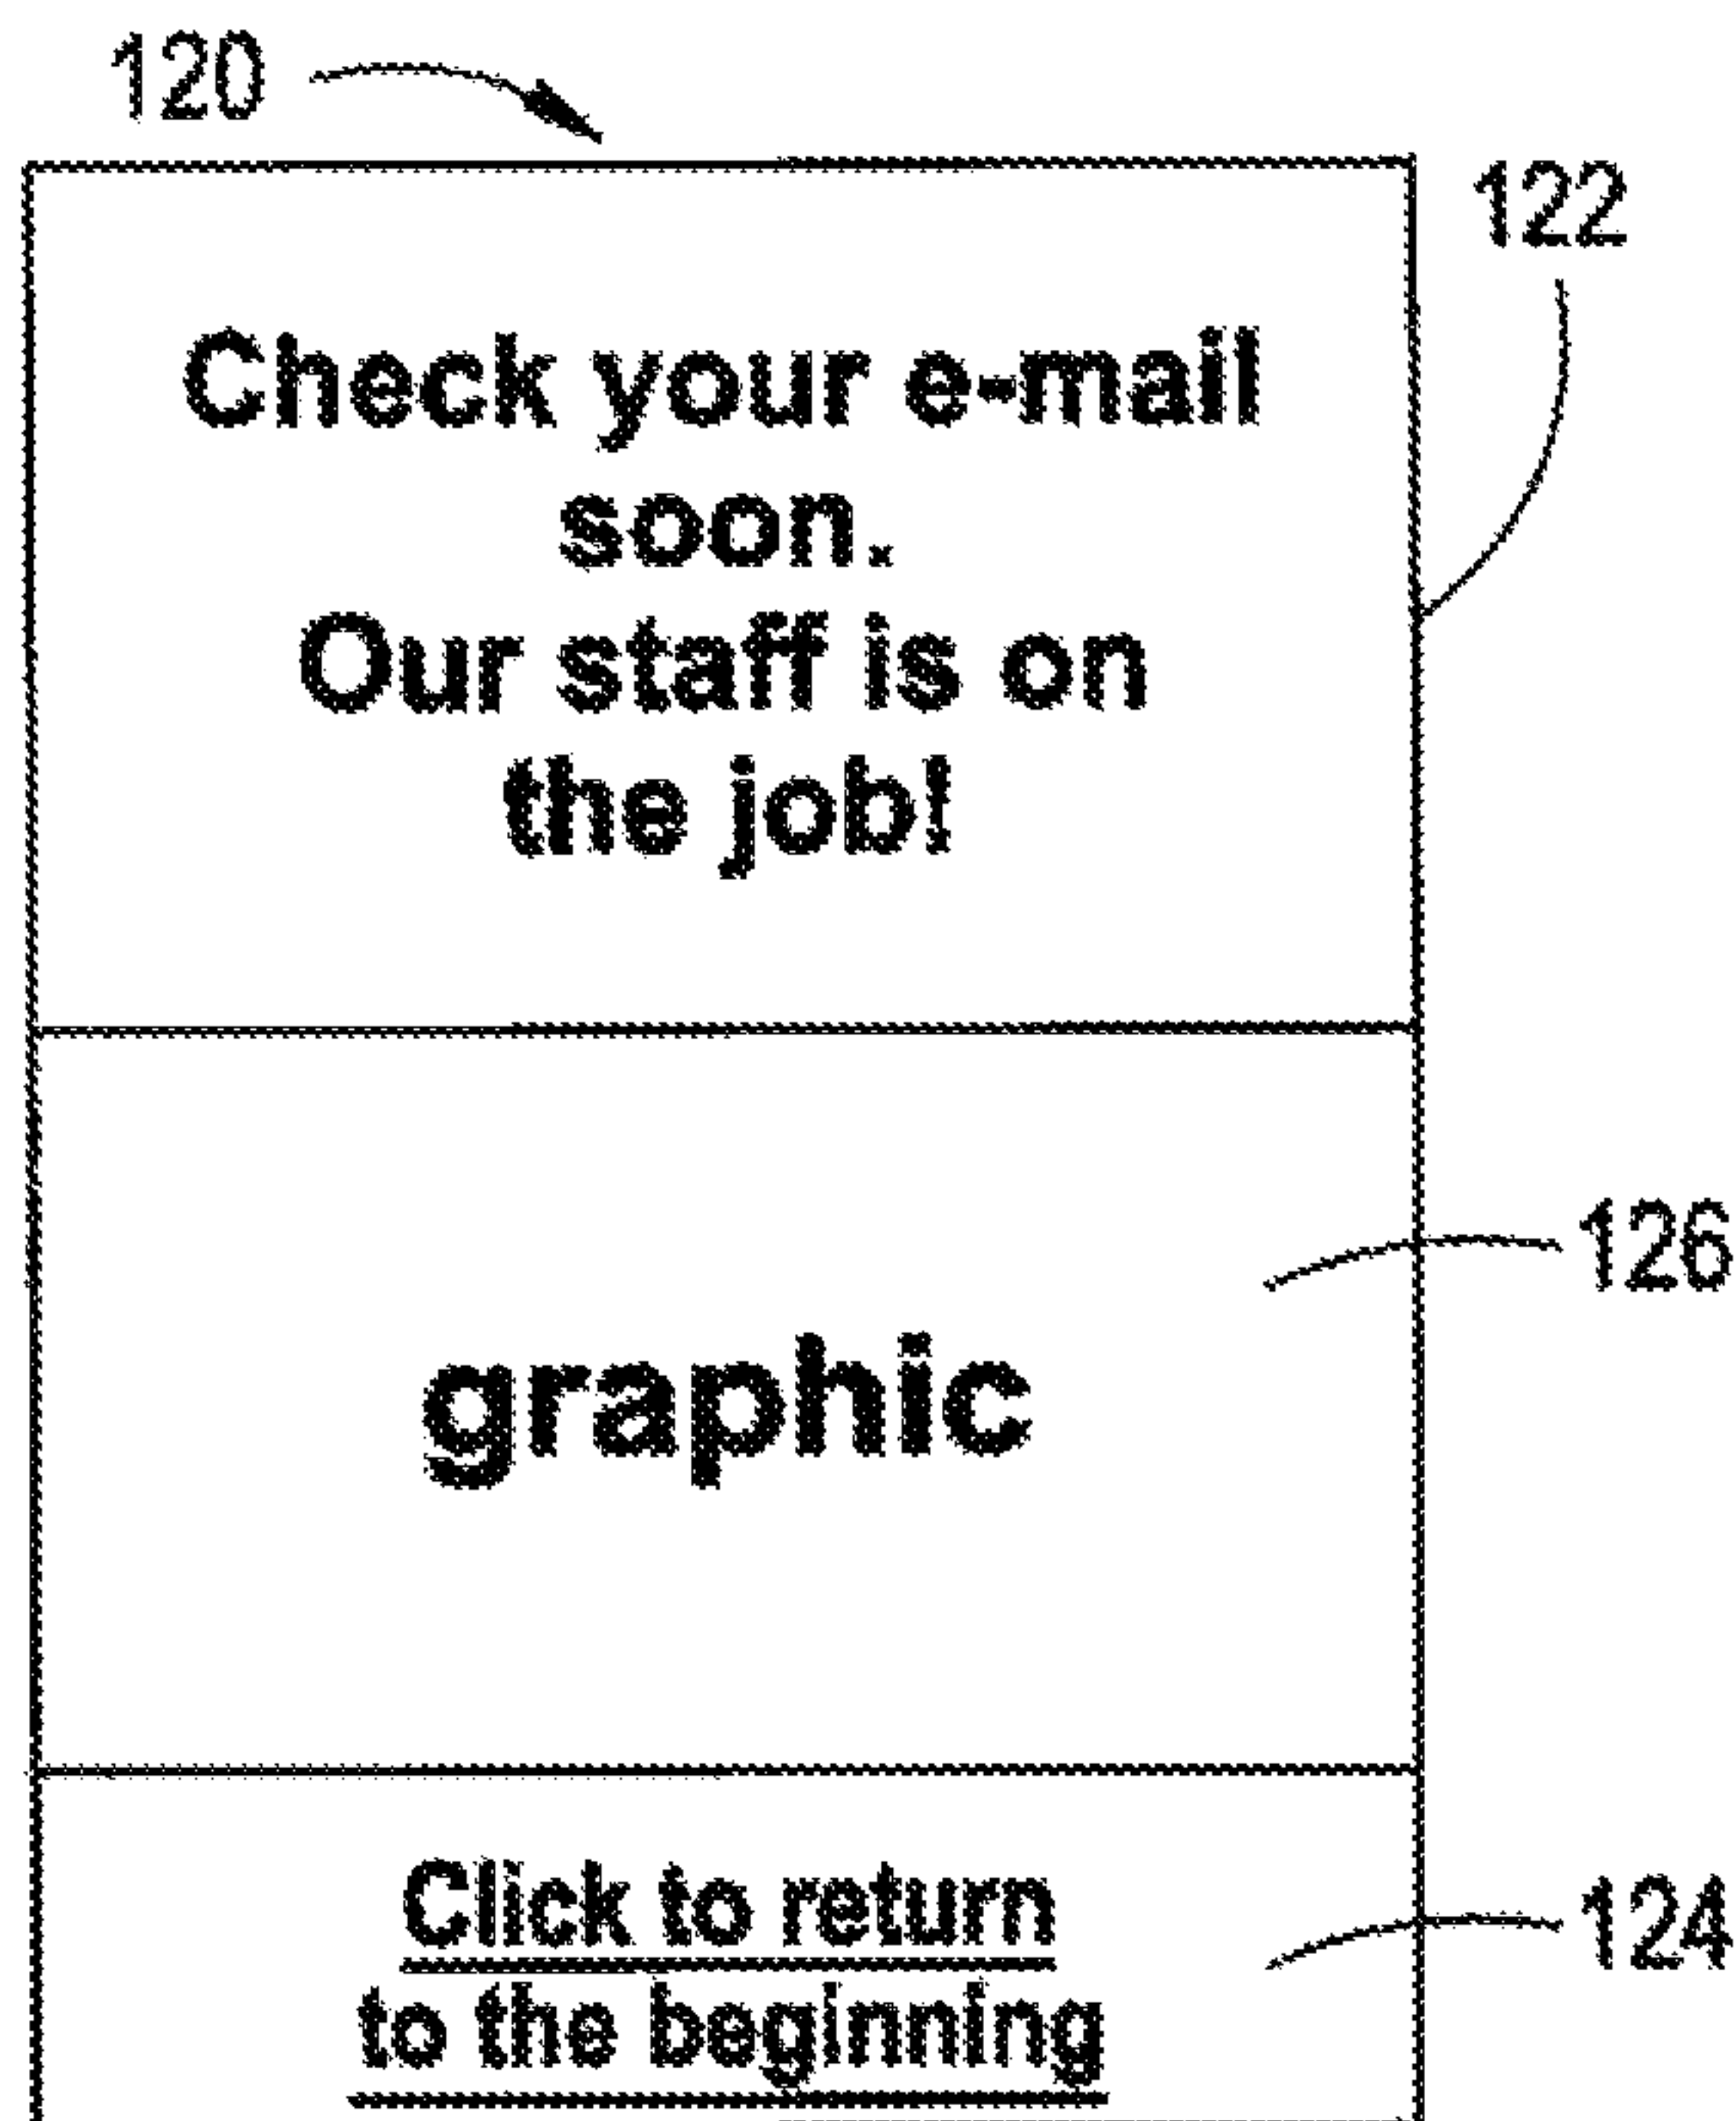 120
122
Check your e-mail
soon.
Our staff is on
the job!
126
graphic
Click to return
124
to the beginning